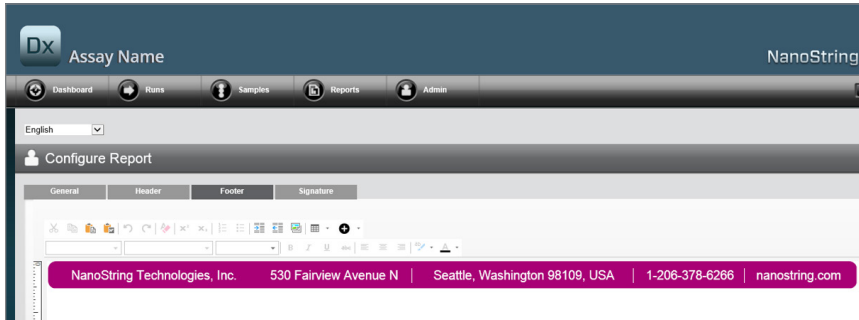 Dx Assay Name NanoString
Dashboard Runs Samples Reports Admin
English
Configure Report
General Header Footer Signature
B I U abc
A
NanoString Technologies, Inc. 530 Fairview Avenue N | Seattle, Washington 98109, USA | 1-206-378-6266 | nanostring.com